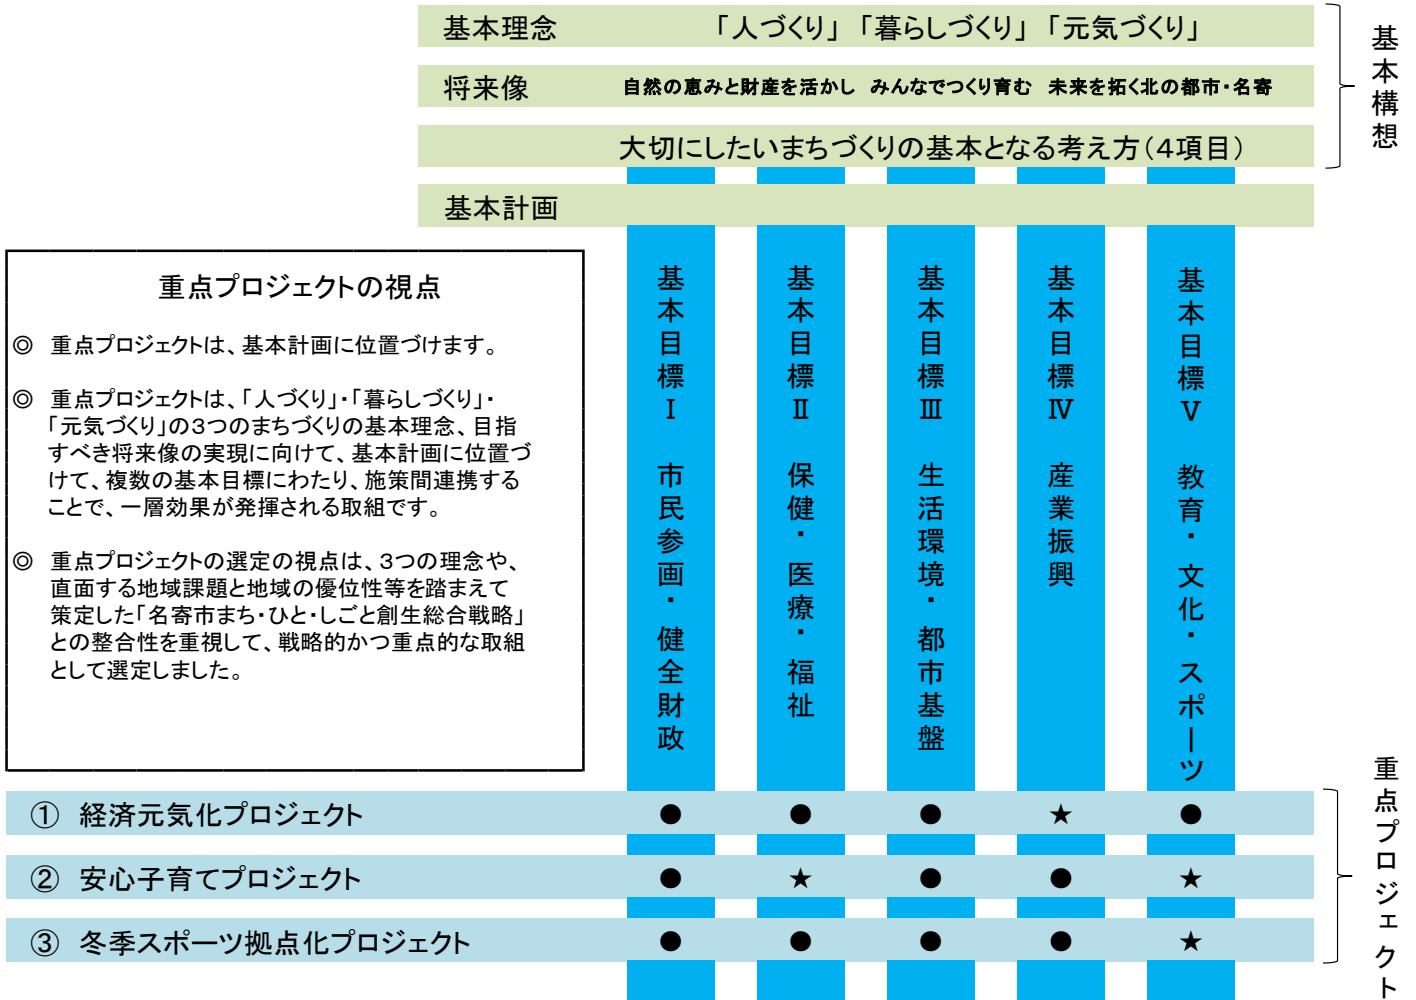 基本理念 「人づくり」「暮らしづくり」「元気づくり」
将来像 自然の恵みと財産を活かし みんなでつくり育む 未来を拓く北の都市・名寄
大切にしたいまちづくりの基本となる考え方(4項目)
基本構想
基本計画
重点プロジェクトの視点
◎ 重点プロジェクトは、基本計画に位置づけます。
◎ 重点プロジェクトは、「人づくり」・「暮らしづくり」・
「元気づくり」の3つのまちづくりの基本理念、目指
すべき将来像の実現に向けて、基本計画に位置づ
けて、複数の基本目標にわたり、施策間連携する
ことで、一層効果が発揮される取組です。
◎ 重点プロジェクトの選定の視点は、3つの理念や、
直面する地域課題と地域の優位性等を踏まえて
策定した「名寄市まち・ひと・しごと創生総合戦略」
との整合性を重視して、戦略的かつ重点的な取組
として選定しました。
基本目標Ⅰ 市民参画・健全財政
基本目標Ⅱ 保健・医療・福祉
基本目標Ⅲ 生活環境・都市基盤
基本目標Ⅳ 産業振興
基本目標Ⅴ 教育・文化・スポーツ
① 経済元気化プロジェクト ● ● ● ★ ●
② 安心子育てプロジェクト ● ★ ● ● ★
③ 冬季スポーツ拠点化プロジェクト ● ● ● ● ★
重点プロジェクト